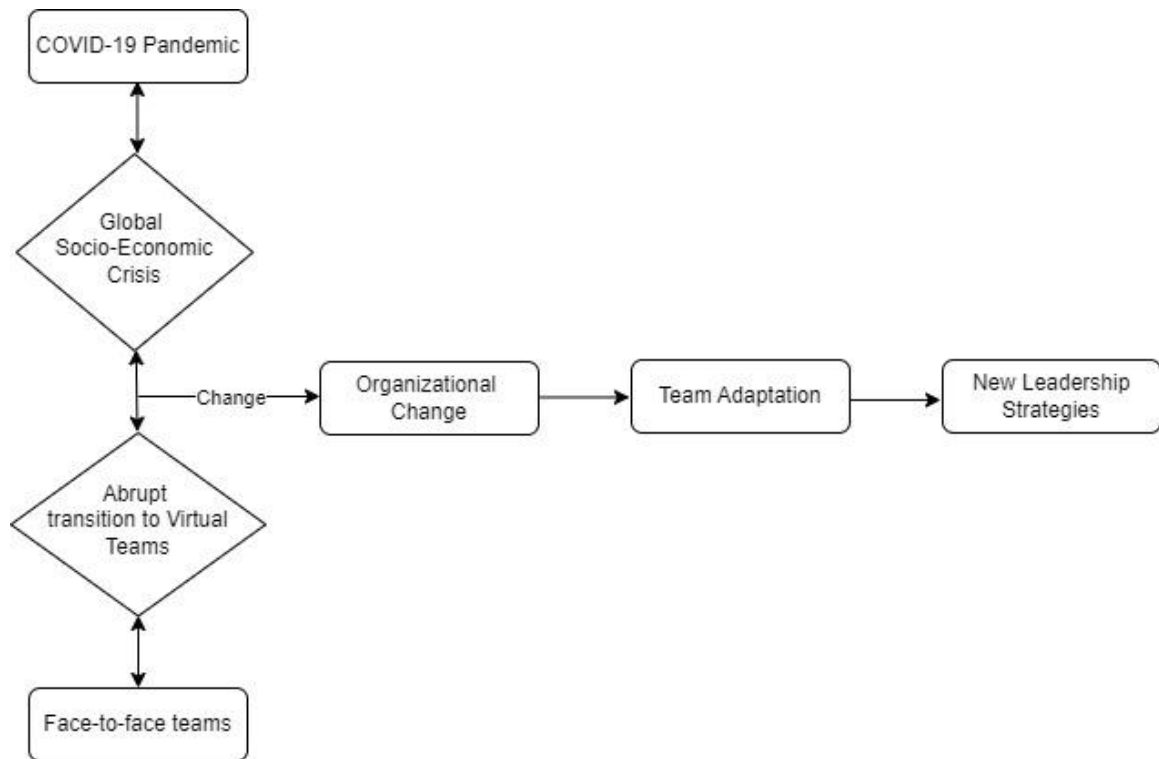 COVID-19 Pandemic
Global
Socio-Economic
Crisis
Change
Organizational
Change
Team Adaptation
New Leadership
Strategies
Abrupt
transition to Virtual
Teams
Face-to-face teams